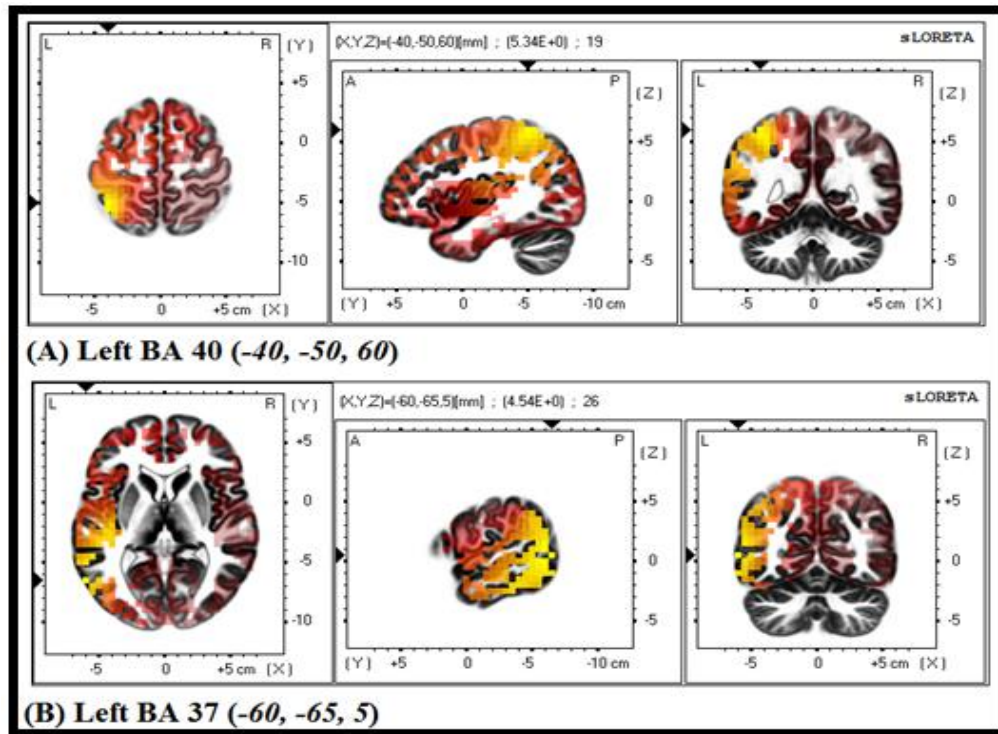 (X,Y,Z)=(-40,-50,60)[mm] ; (5.34E+0) ; 19 sLORETA
L R (Y)
+5
0
-5
-10
-5 0 +5 cm (X)
A P (Z)
+5
0
-5
(Y) +5 0 -5 -10 cm
L R (Z)
+5
0
-5
-5 0 +5 cm (X)
(A) Left BA 40 (-40, -50, 60)
(X,Y,Z)=(-60,-65,5)[mm] ; (4.54E+0) ; 26 sLORETA
L R (Y)
+5
0
-5
-10
-5 0 +5 cm (X)
A P (Z)
+5
0
-5
(Y) +5 0 -5 -10 cm
L R (Z)
+5
0
-5
-5 0 +5 cm (X)
(B) Left BA 37 (-60, -65, 5)